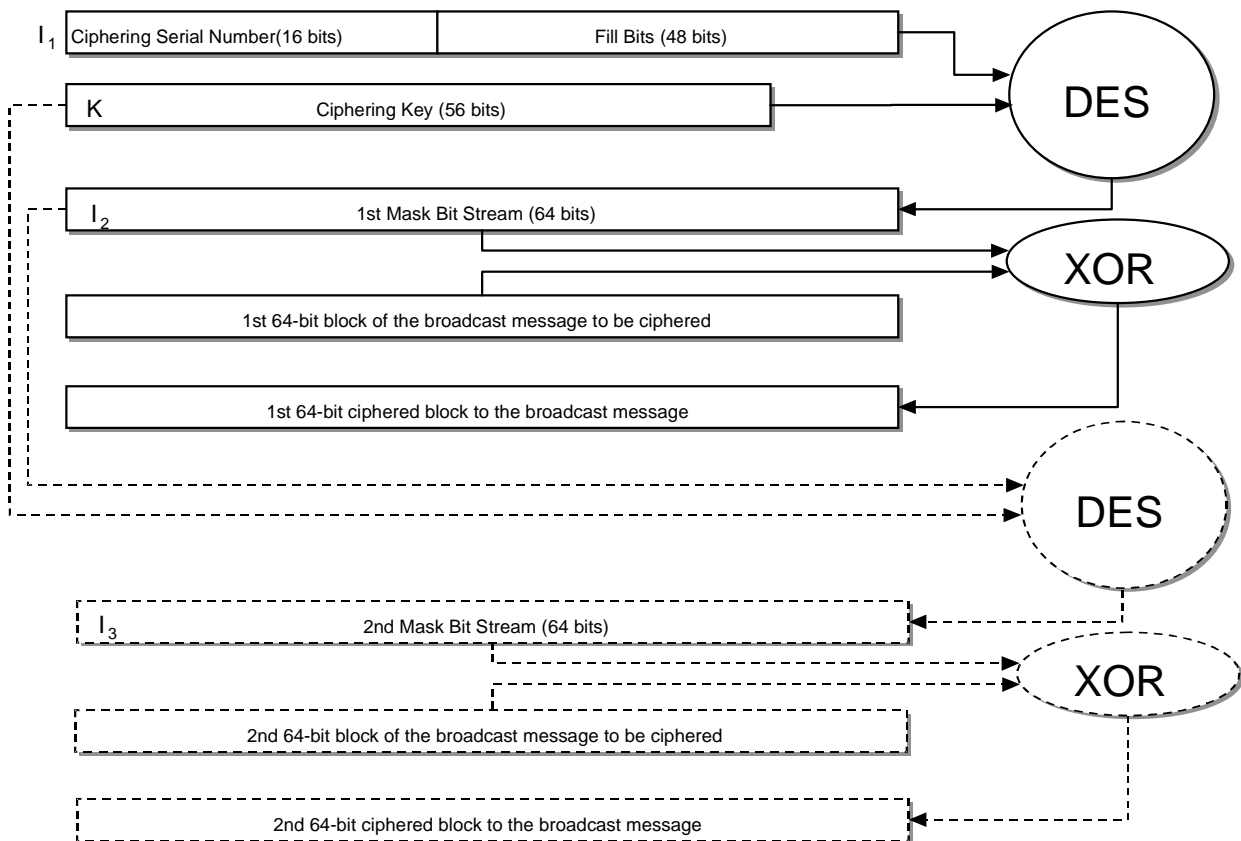 I1 Ciphering Serial Number(16 bits) Fill Bits (48 bits)
DES
K Ciphering Key (56 bits)
I2 1st Mask Bit Stream (64 bits)
XOR
1st 64-bit block of the broadcast message to be ciphered
1st 64-bit ciphered block to the broadcast message
DES
I3 2nd Mask Bit Stream (64 bits)
XOR
2nd 64-bit block of the broadcast message to be ciphered
2nd 64-bit ciphered block to the broadcast message